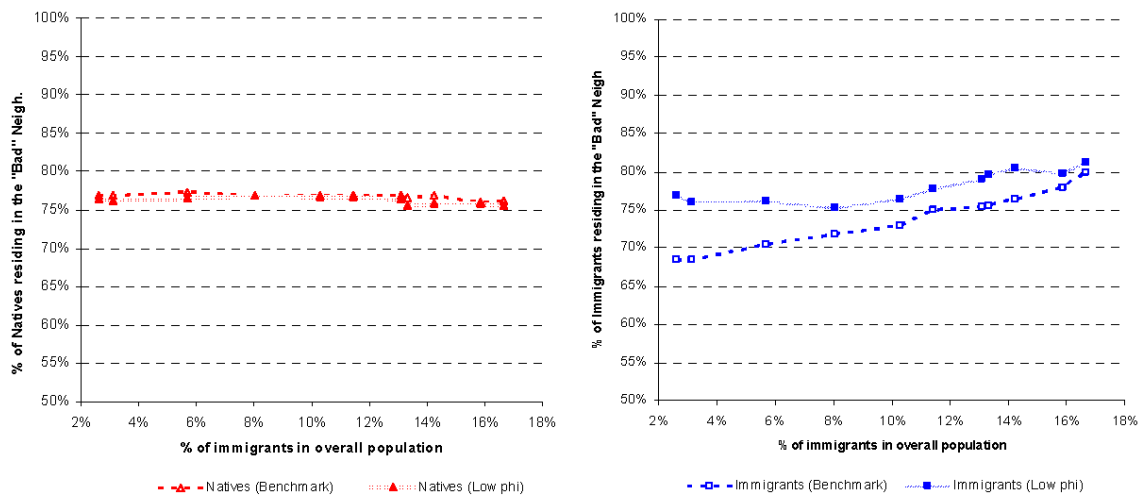 100%
95%
90%
85%
80%
75%
70%
65%
60%
55%
50%
% of Natives residing in the "Bad" Neigh.
2% 4% 6% 8% 10% 12% 14% 16% 18%
% of immigrants in overall population
Natives (Benchmark) Natives (Low phi)
100%
95%
90%
85%
80%
75%
70%
65%
60%
55%
50%
% of Immigrants residing in the "Bad" Neigh
2% 4% 6% 8% 10% 12% 14% 16% 18%
% of immigrants in overall population
Immigrants (Benchmark) Immigrants (Low phi)